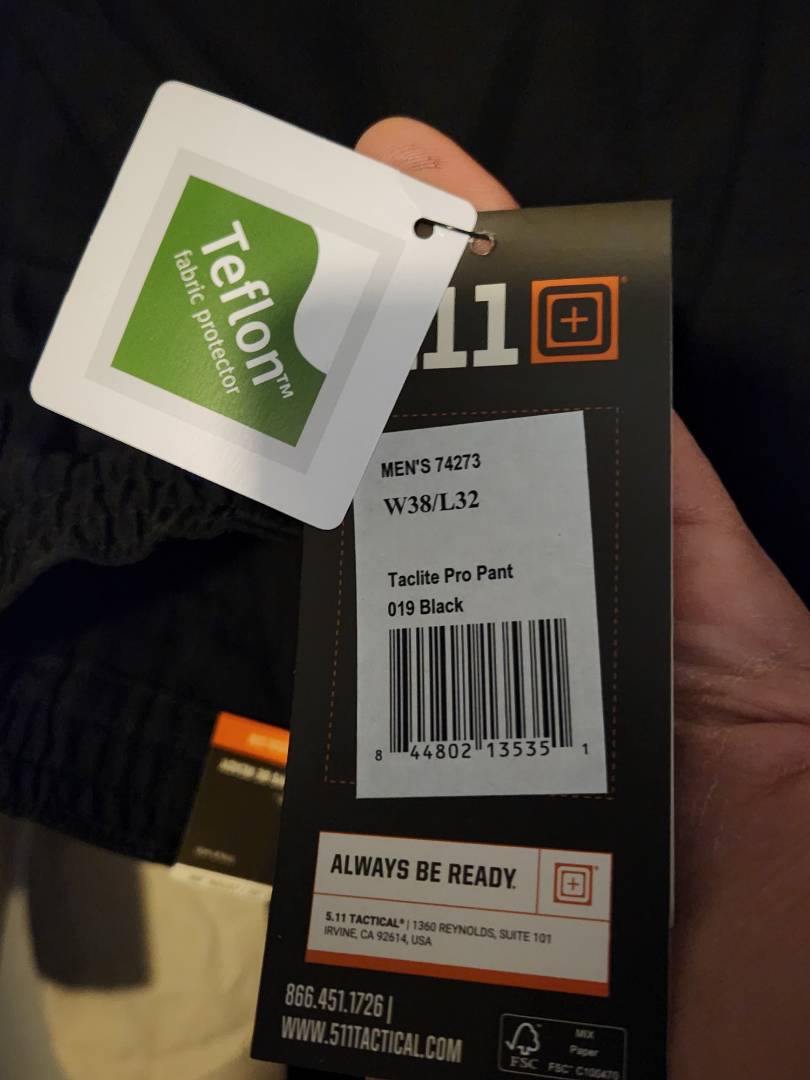 Teflon™
fabric protector
11
MEN'S 74273
W38/L32
Taclite Pro Pant
019 Black
8 44802 13535 1
ALWAYS BE READY.
5.11 TACTICAL® | 1360 REYNOLDS, SUITE 101
IRVINE, CA 92614, USA
866.451.1726 |
WWW.511TACTICAL.COM
FSC
MIX
Paper
FSC® C100470